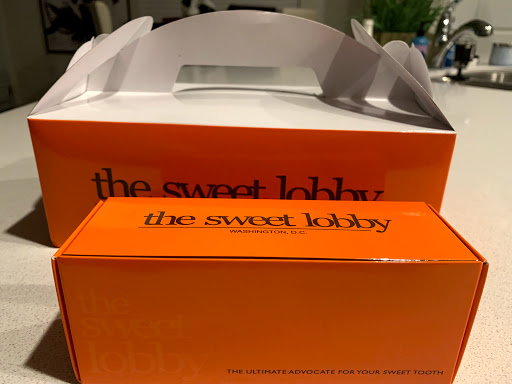 the sweet lobby
the sweet lobby
WASHINGTON, D.C.
the
sweet
lobby
THE ULTIMATE ADVOCATE FOR YOUR SWEET TOOTH